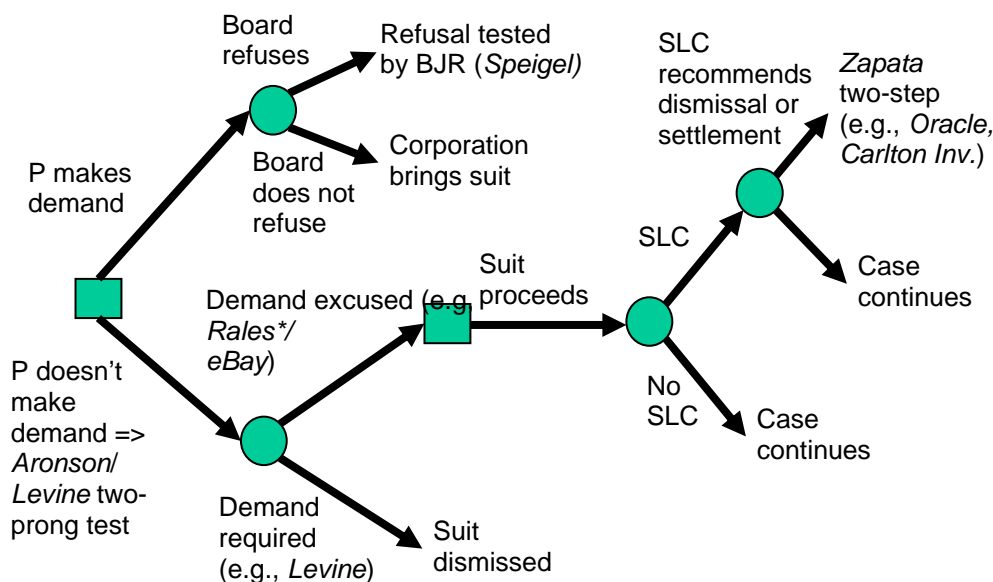 Board
refuses
Refusal tested
by BJR (Speigel)
Board
does not
refuse
Corporation
brings suit
P makes
demand
SLC
recommends
dismissal or
settlement
Zapata
two-step
(e.g., Oracle,
Carlton Inv.)
SLC
Case
continues
Suit
proceeds
Demand excused (e.g,
Rales*/
eBay)
No
SLC
Case
continues
P doesn't
make
demand =>
Aronson/
Levine two-
prong test
Demand
required
(e.g., Levine)
Suit
dismissed